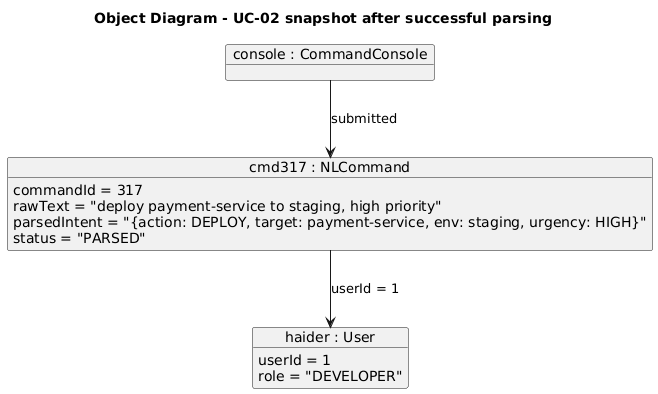 Object Diagram - UC-02 snapshot after successful parsing
console : CommandConsole
submitted
cmd317 : NLCommand
commandId = 317
rawText = "deploy payment-service to staging, high priority"
parsedIntent = "{action: DEPLOY, target: payment-service, env: staging, urgency: HIGH}"
status = "PARSED"
userId = 1
haider : User
userId = 1
role = "DEVELOPER"